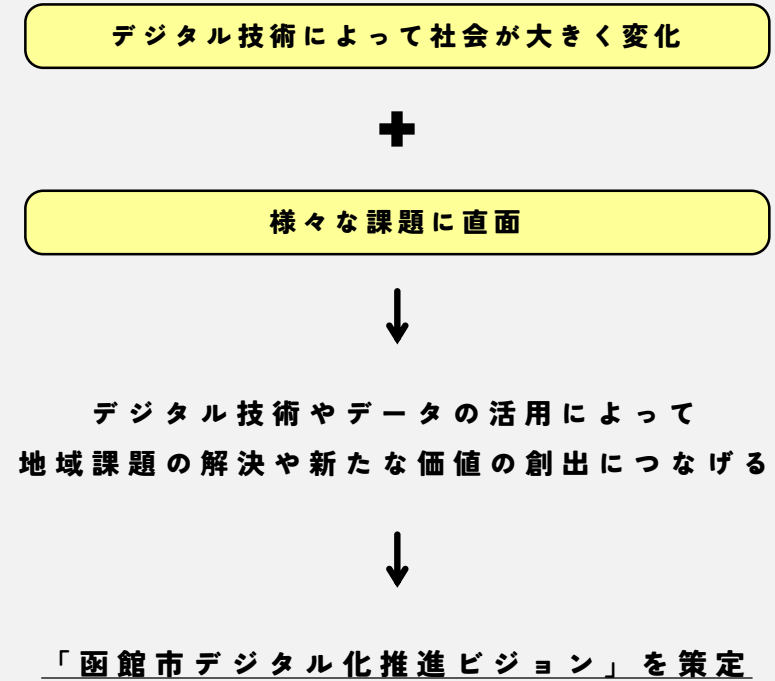 デジタル技術によって社会が大きく変化
様々な課題に直面
デジタル技術やデータの活用によって
地域課題の解決や新たな価値の創出につなげる
「函館市デジタル化推進ビジョン」を策定